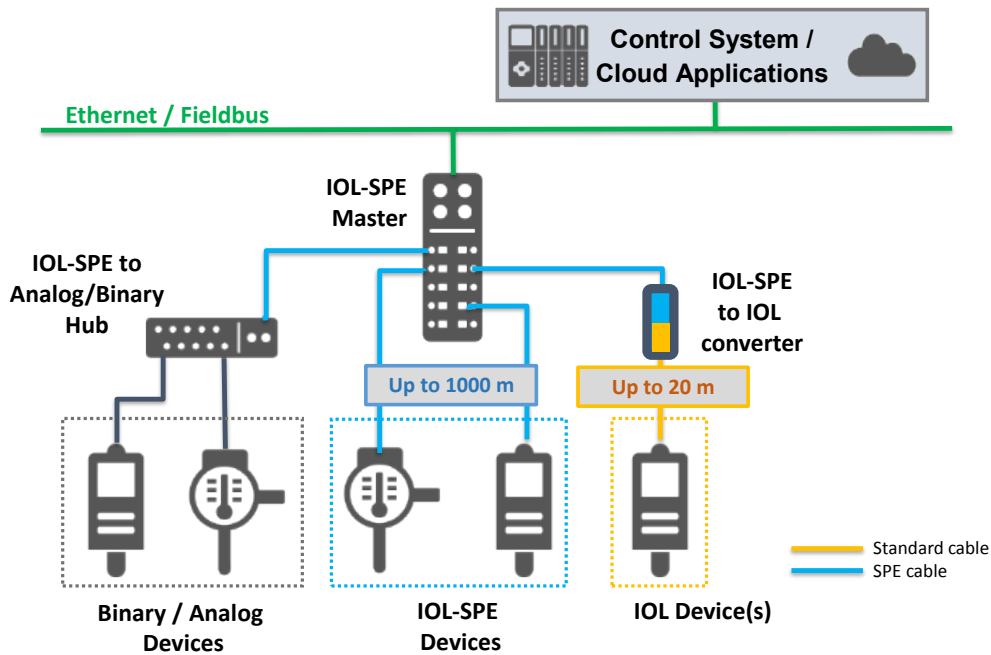 Control System /
Cloud Applications
Ethernet / Fieldbus
IOL-SPE
Master
IOL-SPE to
Analog/Binary
Hub
IOL-SPE
to IOL
converter
Up to 1000 m
Up to 20 m
Standard cable
SPE cable
Binary / Analog
Devices
IOL-SPE
Devices
IOL Device(s)